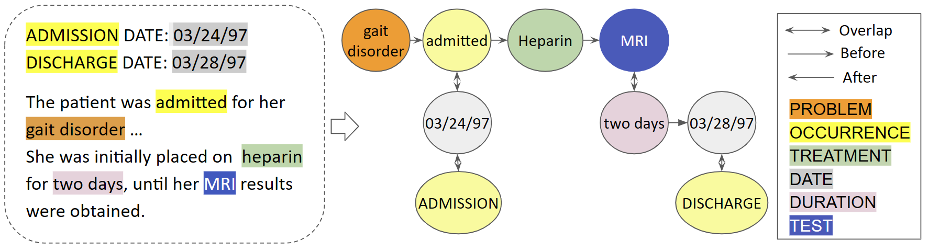 ADMISSION DATE: 03/24/97
DISCHARGE DATE: 03/28/97
The patient was admitted for her
gait disorder ...
She was initially placed on heparin
for two days, until her MRI results
were obtained.
gait
disorder
admitted
Heparin
MRI
03/24/97
two days
03/28/97
ADMISSION
DISCHARGE
Overlap
Before
After
PROBLEM
OCCURRENCE
TREATMENT
DATE
DURATION
TEST